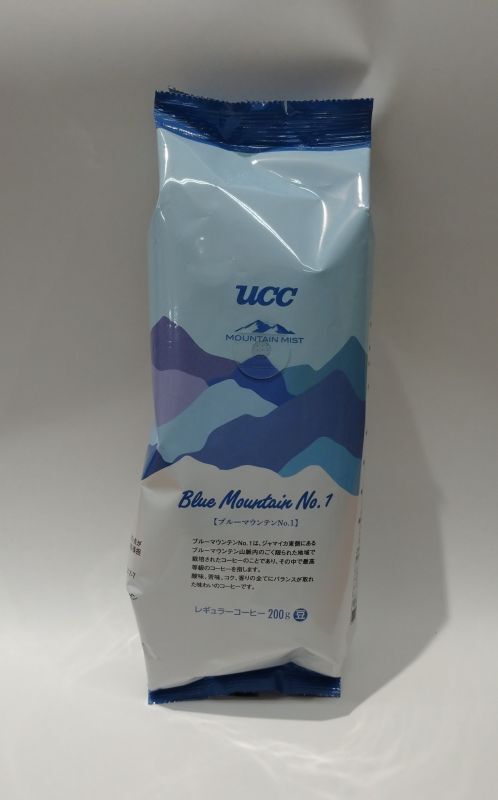 UCC
MOUNTAIN MIST
Blue Mountain No.1
【ブルーマウンテンNo.1】
ブルーマウンテンNo.1は、ジャマイカ東側にある
ブルーマウンテン山脈内のごく限られた地域で
栽培されたコーヒーのことであり、その中で最高
等級のコーヒーを指します。
酸味、苦味、コク、香りの全てにバランスが取れ
た味わいのコーヒーです。
レギュラーコーヒー 200g 豆